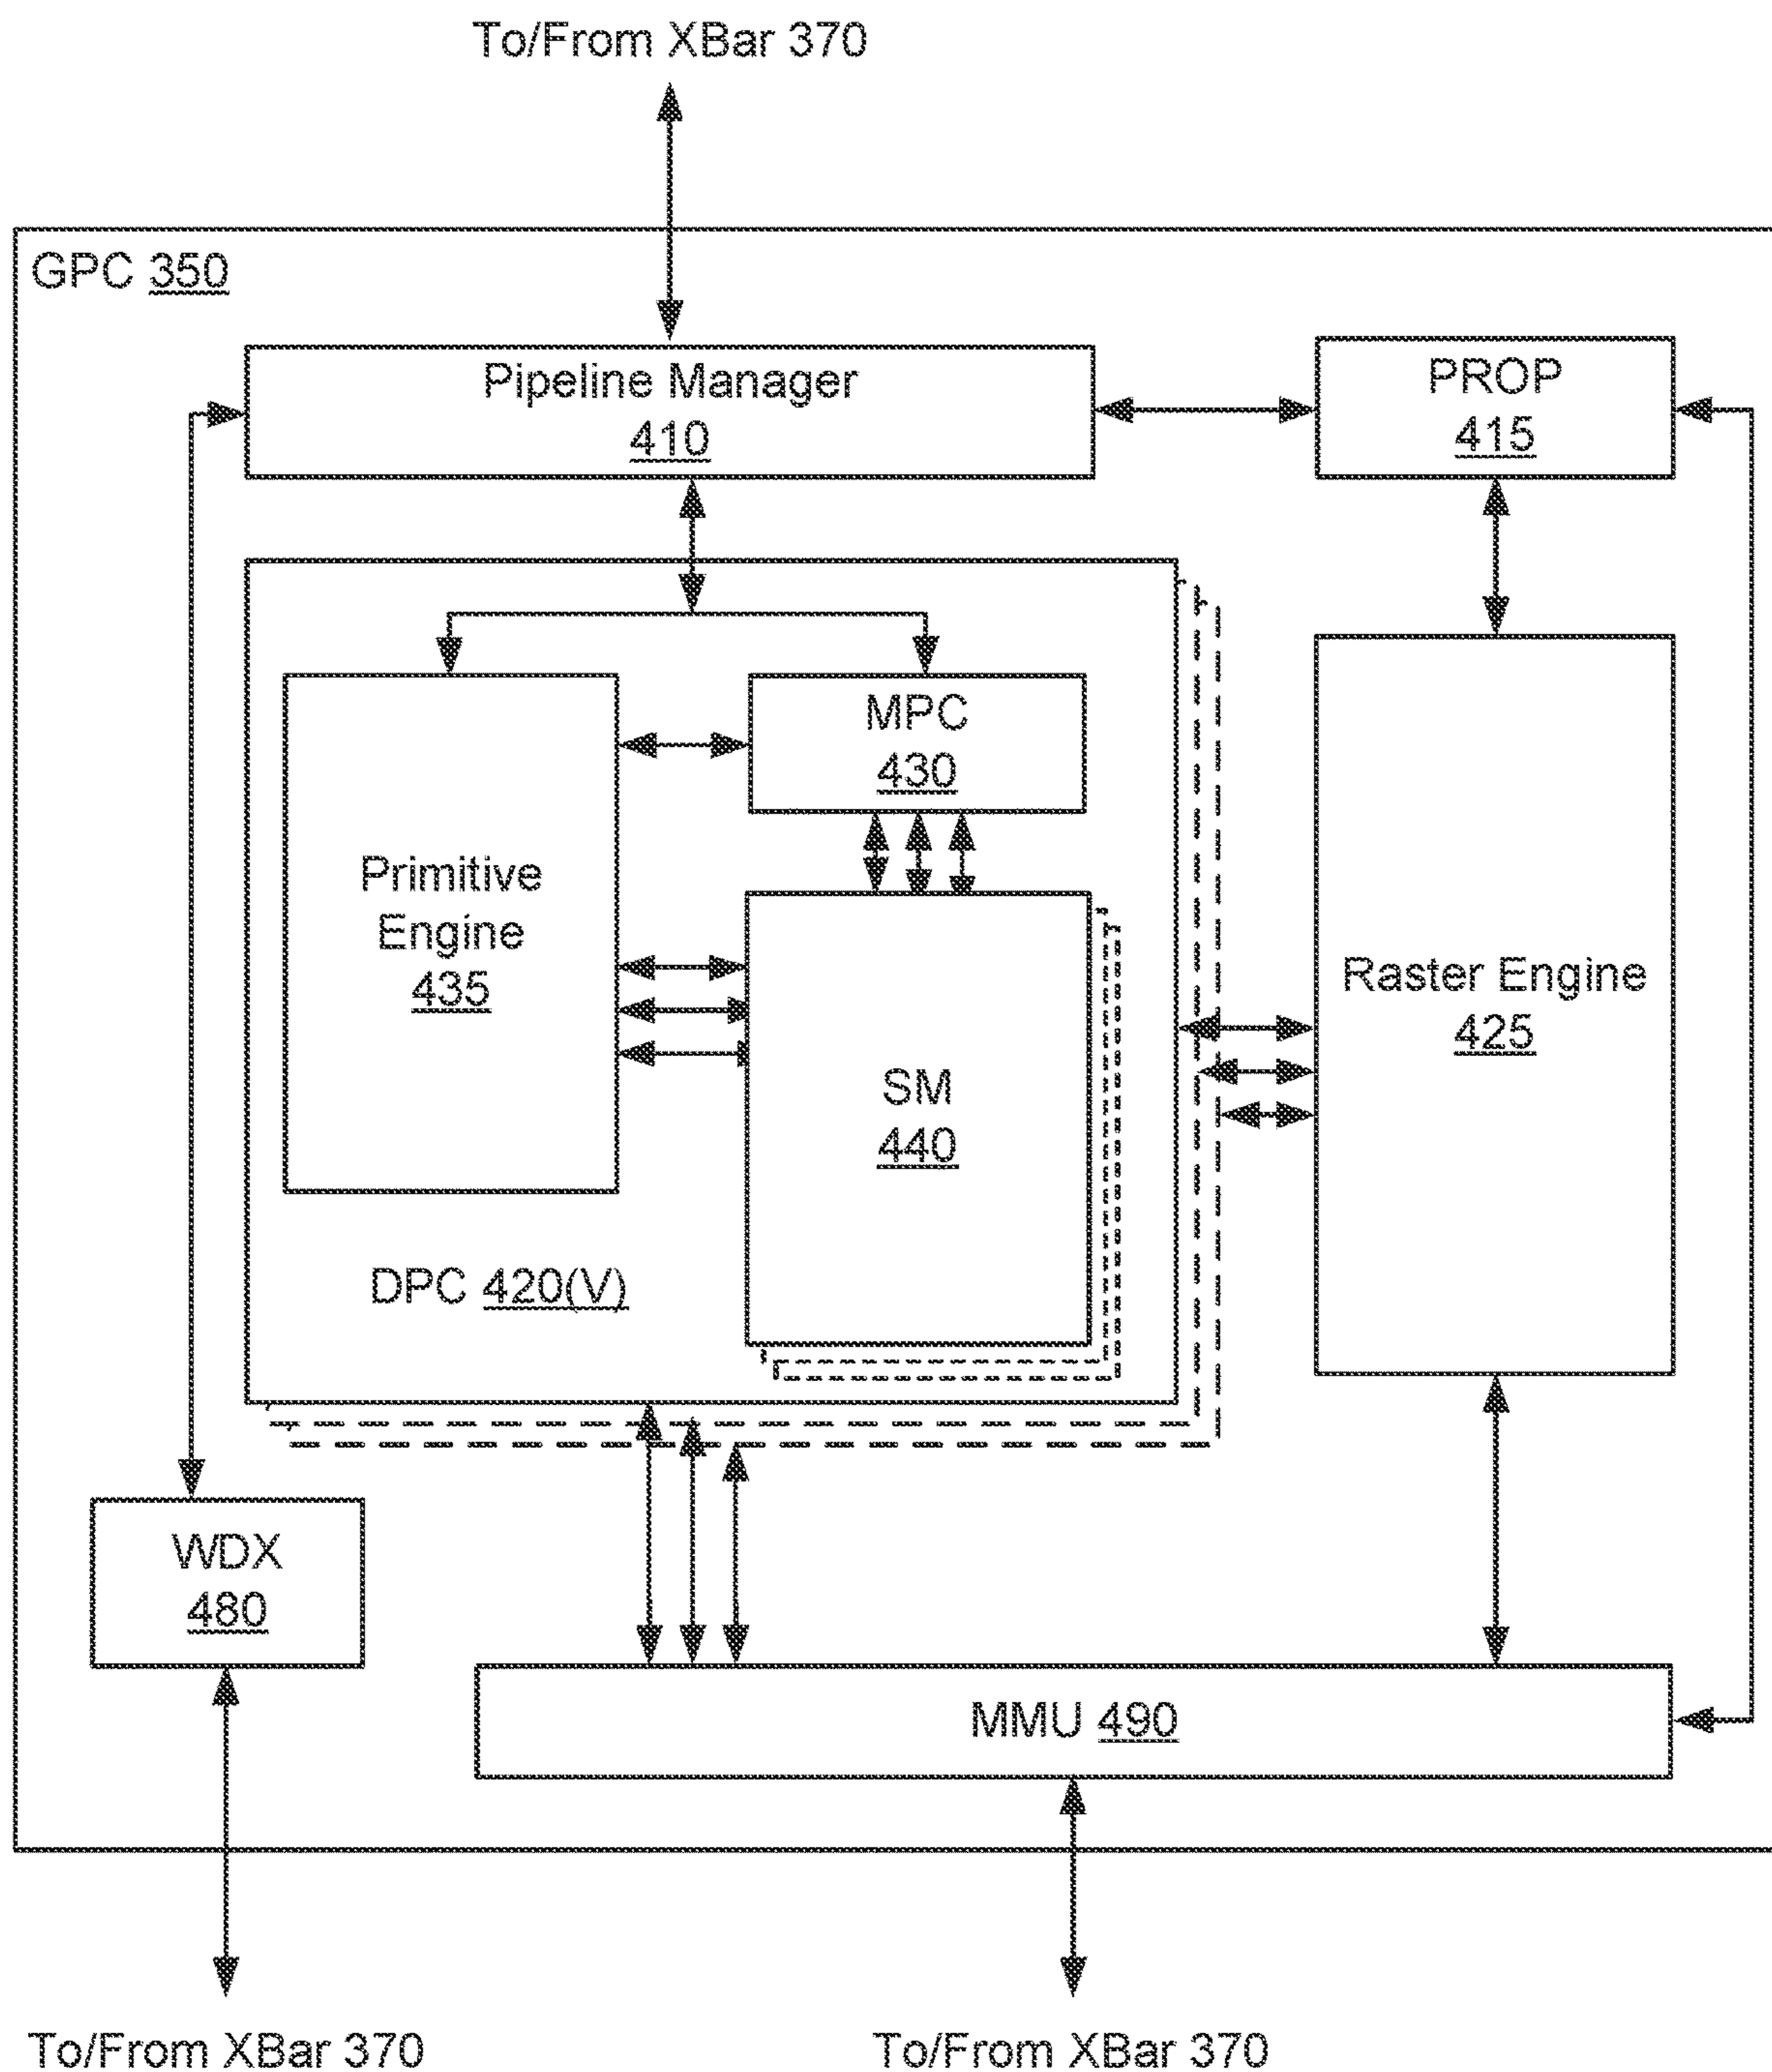 To/From XBar 370
GPC 350
Pipeline Manager
410
PROP
415
MPC
430
Primitive
Engine
435
Raster Engine
425
SM
440
DPC 420(V)
WDX
480
MMU 490
To/From XBar 370
To/From XBar 370